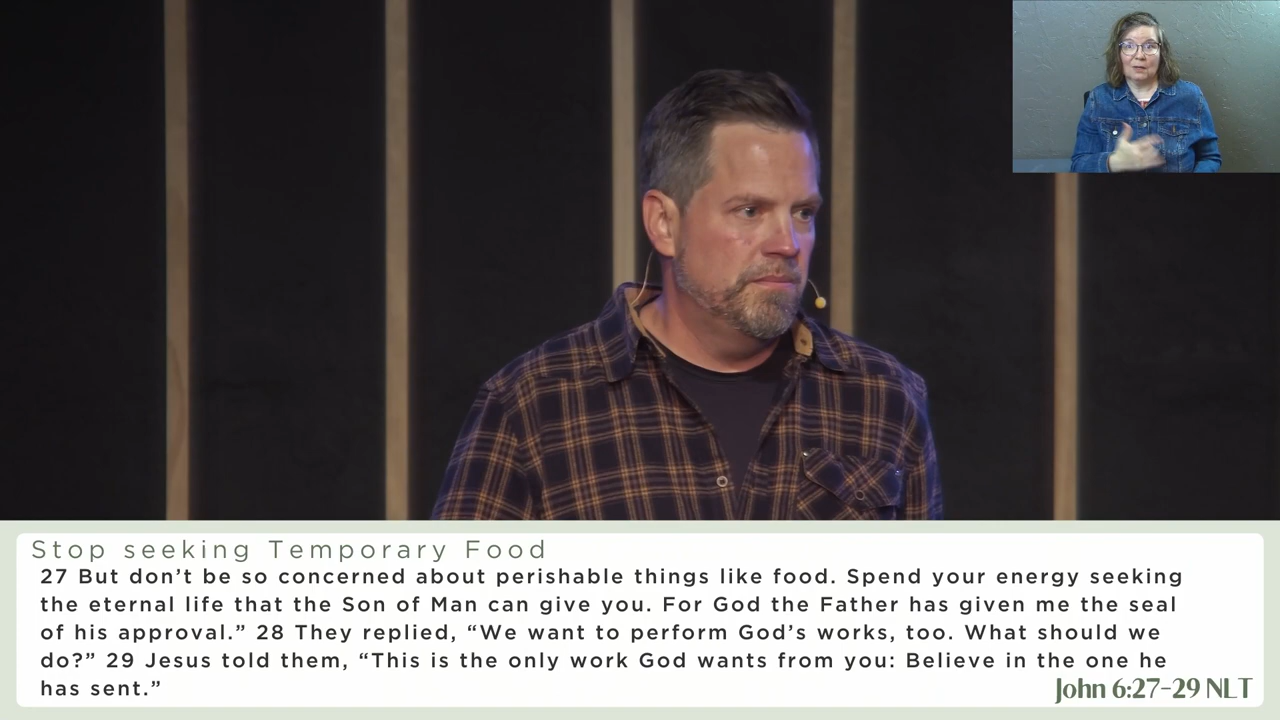 Stop seeking Temporary Food
27 But don’t be so concerned about perishable things like food. Spend your energy seeking
the eternal life that the Son of Man can give you. For God the Father has given me the seal
of his approval.” 28 They replied, “We want to perform God’s works, too. What should we
do?” 29 Jesus told them, “This is the only work God wants from you: Believe in the one he
has sent.”
John 6:27-29 NLT